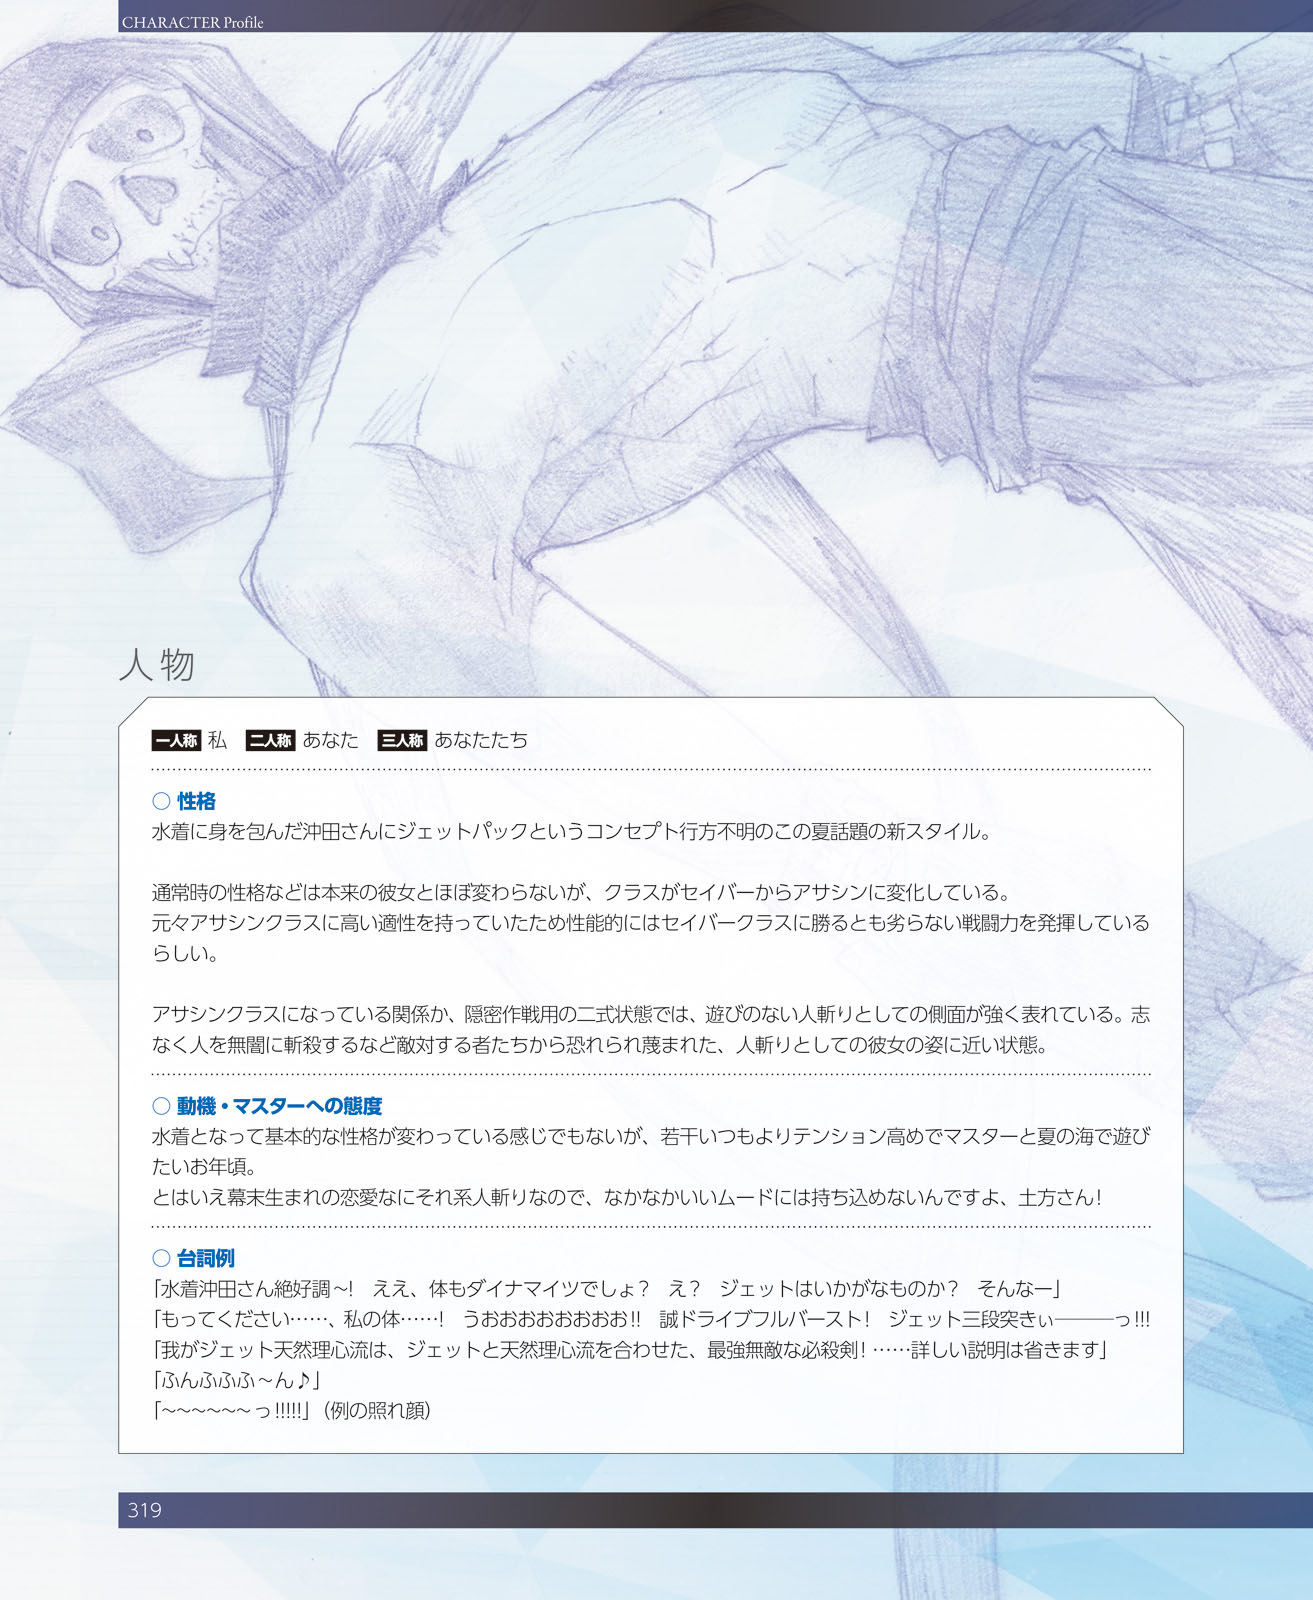 CHARACTER Profile
人物
一人称 私 二人称 あなた 三人称 あなたたち
○ 性格
水着に身を包んだ沖田さんにジェットパックというコンセプト行方不明のこの夏話題の新スタイル。
通常時の性格などは本来の彼女とほぼ変わらないが、クラスがセイバーからアサシンに変化している。
元々アサシンクラスに高い適性を持っていたため性能的にはセイバークラスに勝るとも劣らない戦闘力を発揮している
らしい。
アサシンクラスになっている関係か、隠密作戦用の二式状態では、遊びのない人斬りとしての側面が強く表れている。志
なく人を無闇に斬殺するなど敵対する者たちから恐れられ蔑まれた、人斬りとしての彼女の姿に近い状態。
○ 動機・マスターへの態度
水着となって基本的な性格が変わっている感じでもないが、若干いつもよりテンション高めでマスターと夏の海で遊び
たいお年頃。
とはいえ幕末生まれの恋愛なにそれ系人斬りなので、なかなかいいムードには持ち込めないんですよ、土方さん！
○ 台詞例
「水着沖田さん絶好調～！　ええ、体もダイナマイツでしょ？　え？　ジェットはいかがなものか？　そんなー」
「もってください……、私の体……！　うおおおおおおおお!!　誠ドライブフルバースト！　ジェット三段突きぃ———っ!!!
「我がジェット天然理心流は、ジェットと天然理心流を合わせた、最強無敵な必殺剣！……詳しい説明は省きます」
「ふんふふふ～ん♪」
「～～～～～～っ!!!!!」（例の照れ顔）
319